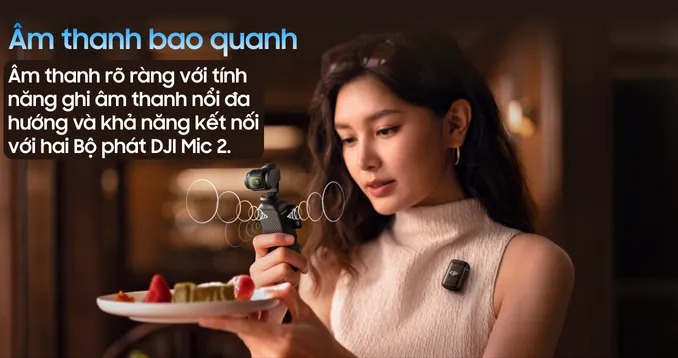 Âm thanh bao quanh
Âm thanh rõ ràng với tính
năng ghi âm thanh nổi đa
hướng và khả năng kết nối
với hai Bộ phát DJI Mic 2.
dji